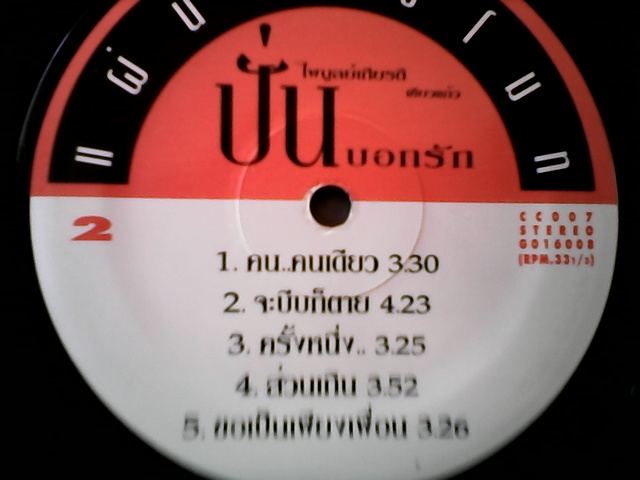 แผ่น
ปั่น
ไพบูลย์เกียรติ
เขียวแก้ว
บอกรัก
2
CC007
STEREO
G016008
(RPM.331/3)
1. คน..คนเดียว 3.30
2. จะบีบก็ตาย 4.23
3. ครั้งหนึ่ง.. 3.25
4. ส่วนเกิน 3.52
5. ขอเป็นเพียงเพื่อน 3.26